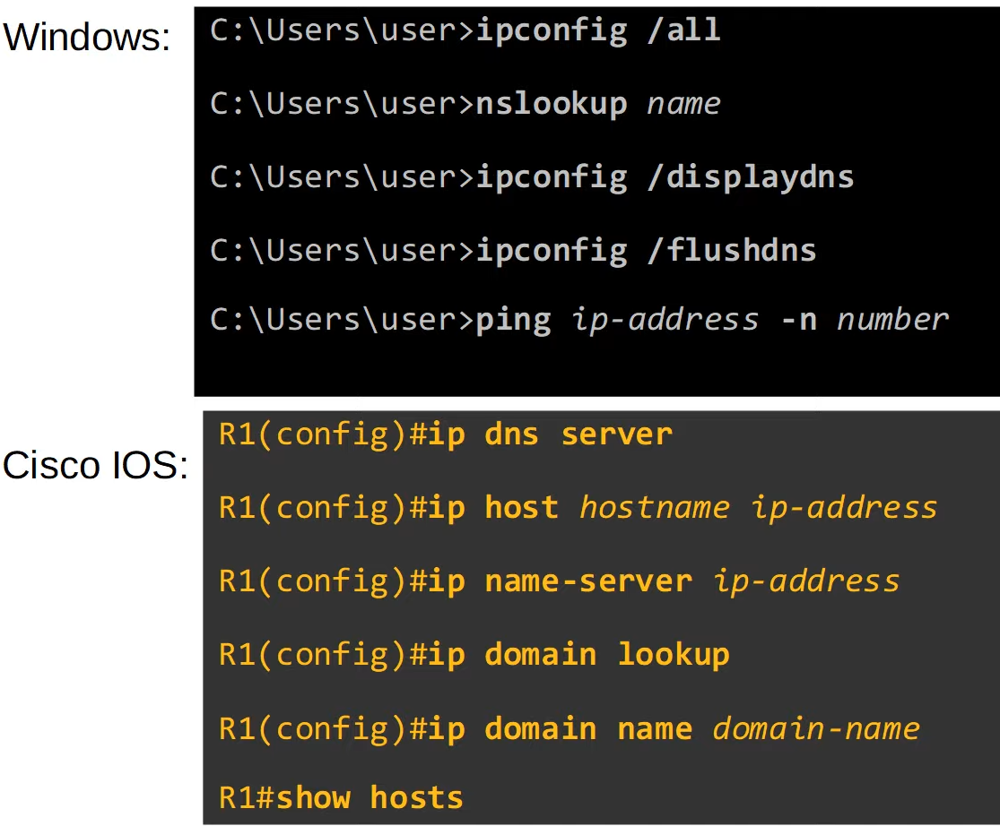 Windows:
C:\Users\user>ipconfig /all
C:\Users\user>nslookup name
C:\Users\user>ipconfig /displaydns
C:\Users\user>ipconfig /flushdns
C:\Users\user>ping ip-address -n number
Cisco IOS:
R1(config)#ip dns server
R1(config)#ip host hostname ip-address
R1(config)#ip name-server ip-address
R1(config)#ip domain lookup
R1(config)#ip domain name domain-name
R1#show hosts